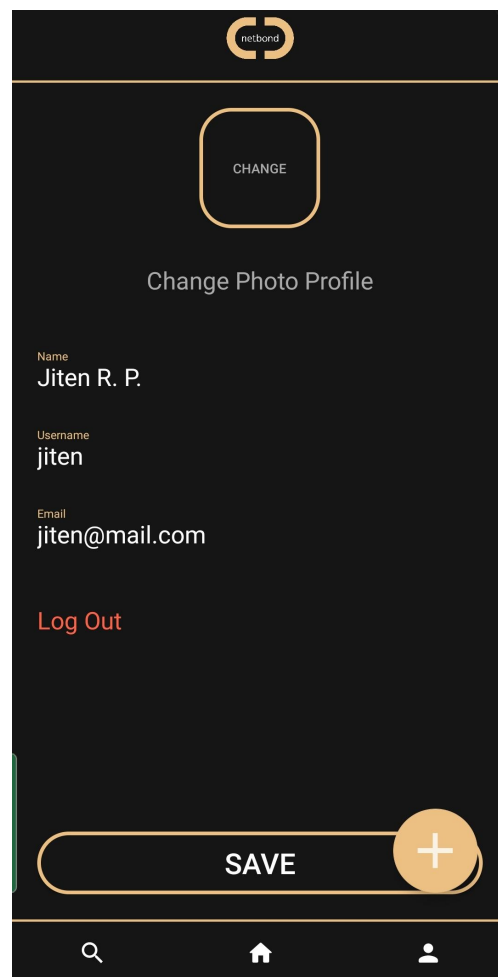 netbond
CHANGE
Change Photo Profile
Name
Jiten R. P.
Username
jiten
Email
jiten@mail.com
Log Out
SAVE